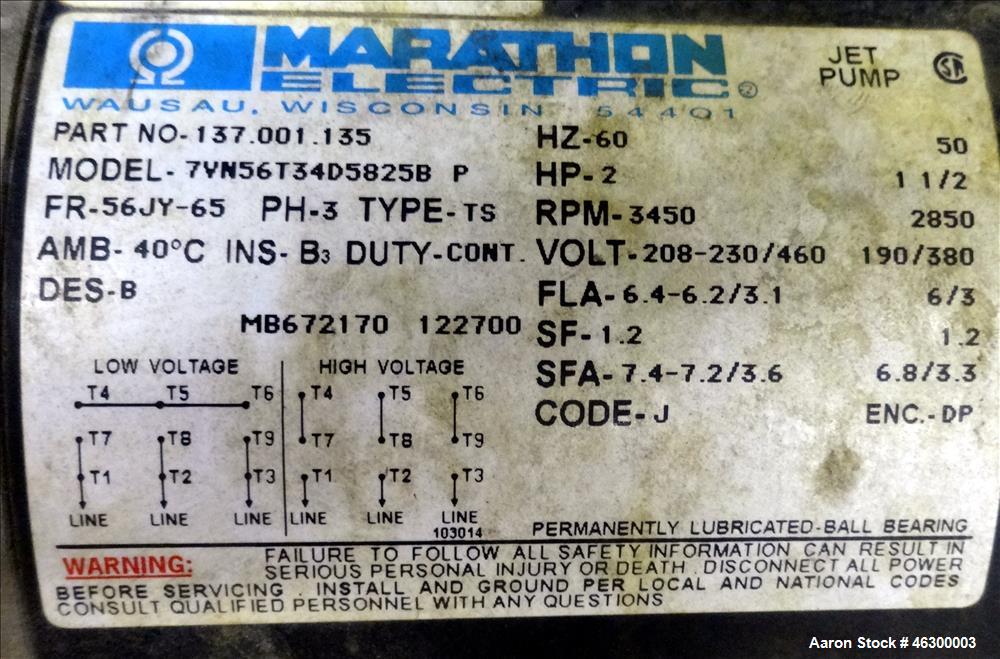 MARATHON
ELECTRIC®
WAUSAU, WISCONSIN 54401
JET
PUMP
SA
PART NO-137.001.135
MODEL- 7VN56T34D5825B P
FR-56JY-65 PH-3 TYPE-TS
AMB- 40°C INS- B3 DUTY-CONT.
DES-B
MB672170 122700
HZ-60 50
HP-2 1 1/2
RPM-3450 2850
VOLT-208-230/460 190/380
FLA-6.4-6.2/3.1 6/3
SF-1.2 1.2
SFA-7.4-7.2/3.6 6.8/3.3
CODE-J ENC.-DP
LOW VOLTAGE
T4 T5 T6
T7 T8 T9
T1 T2 T3
LINE LINE LINE
HIGH VOLTAGE
T4 T5 T6
T7 T8 T9
T1 T2 T3
LINE LINE LINE
103014
PERMANENTLY LUBRICATED-BALL BEARING
WARNING: FAILURE TO FOLLOW ALL SAFETY INFORMATION CAN RESULT IN
SERIOUS PERSONAL INJURY OR DEATH. DISCONNECT ALL POWER
BEFORE SERVICING. INSTALL AND GROUND PER LOCAL AND NATIONAL CODES
CONSULT QUALIFIED PERSONNEL WITH ANY QUESTIONS
Aaron Stock # 46300003